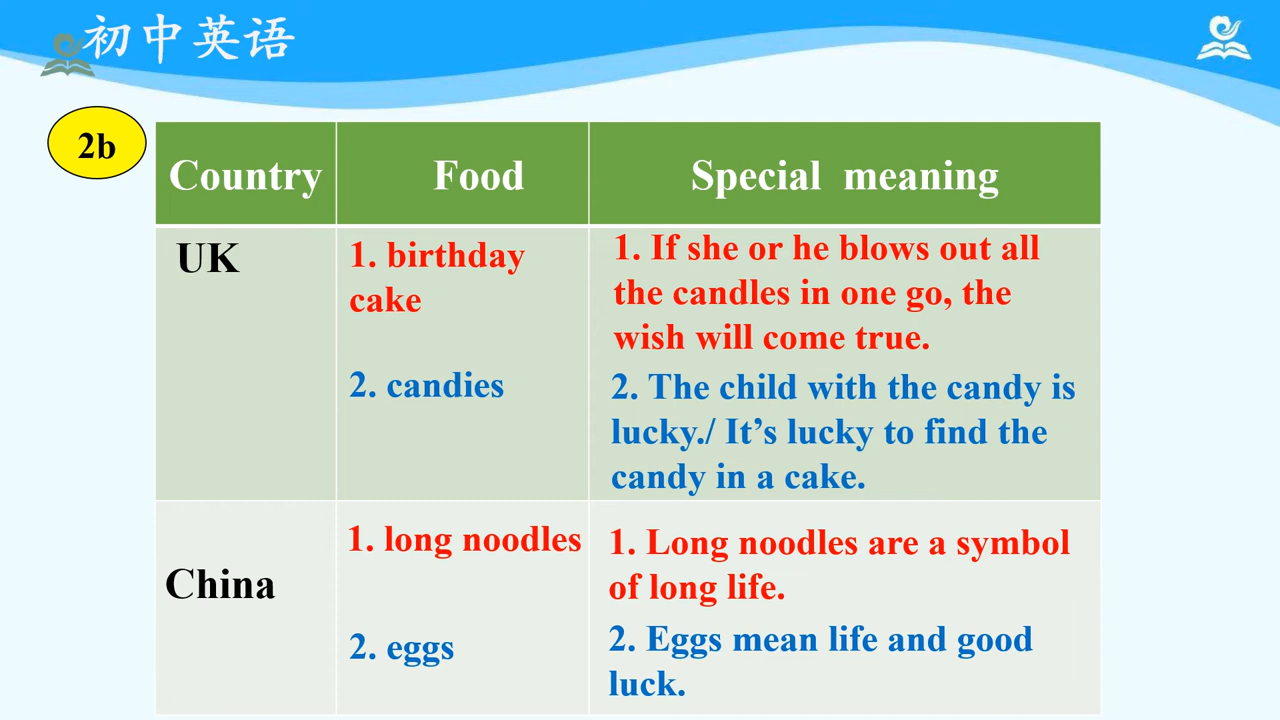 初中英语
2b
Country Food Special meaning
UK
1. birthday
cake
2. candies
1. If she or he blows out all
the candles in one go, the
wish will come true.
2. The child with the candy is
lucky./ It’s lucky to find the
candy in a cake.
China
1. long noodles
2. eggs
1. Long noodles are a symbol
of long life.
2. Eggs mean life and good
luck.